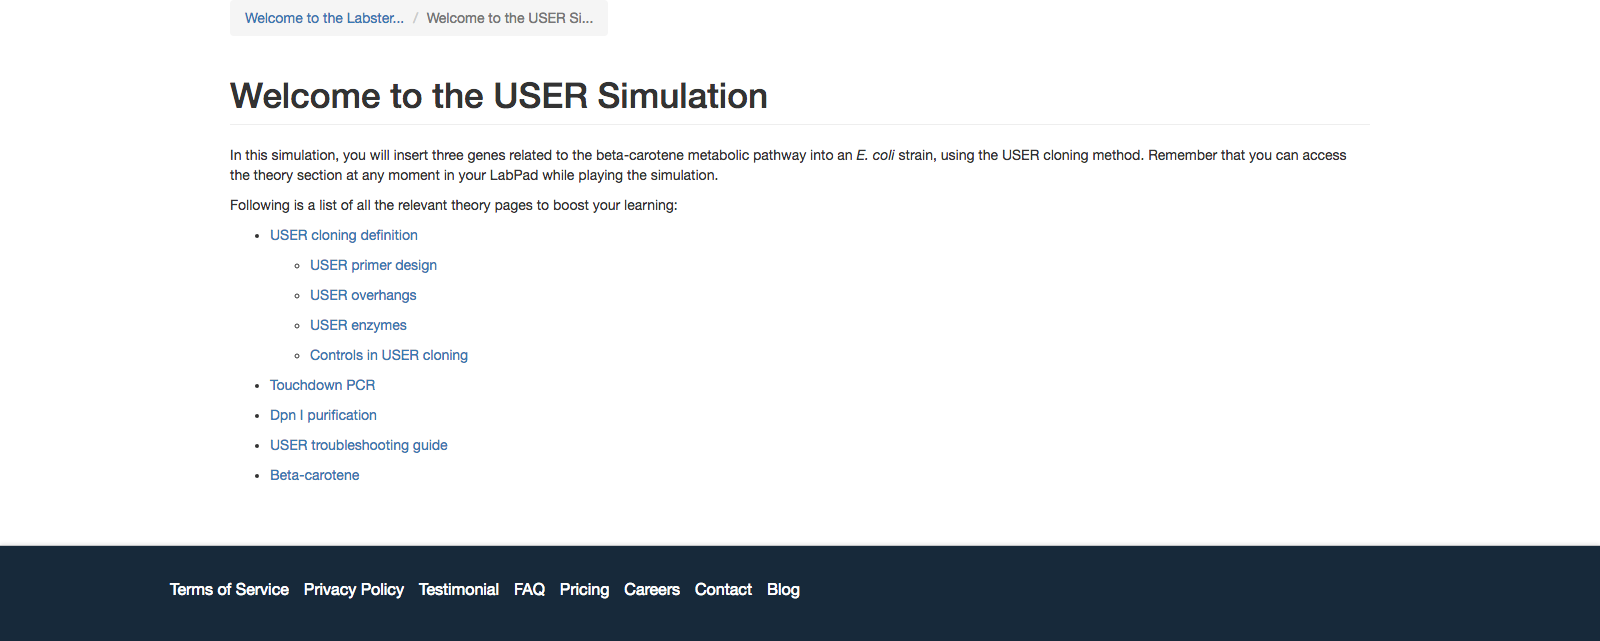 Welcome to the Labster... / Welcome to the USER Si...
Welcome to the USER Simulation
In this simulation, you will insert three genes related to the beta-carotene metabolic pathway into an E. coli strain, using the USER cloning method. Remember that you can access
the theory section at any moment in your LabPad while playing the simulation.
Following is a list of all the relevant theory pages to boost your learning:
USER cloning definition
USER primer design
USER overhangs
USER enzymes
Controls in USER cloning
Touchdown PCR
Dpn I purification
USER troubleshooting guide
Beta-carotene
Terms of Service Privacy Policy Testimonial FAQ Pricing Careers Contact Blog